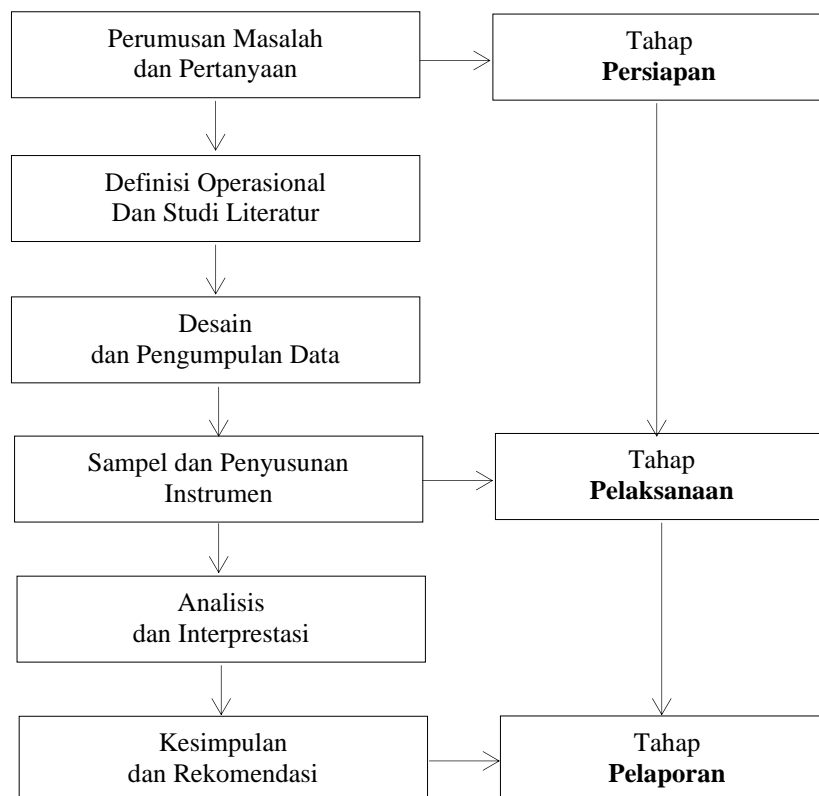 Perumusan Masalah
dan Pertanyaan
Tahap
Persiapan
Definisi Operasional
Dan Studi Literatur
Desain
dan Pengumpulan Data
Sampel dan Penyusunan
Instrumen
Tahap
Pelaksanaan
Analisis
dan Interprestasi
Kesimpulan
dan Rekomendasi
Tahap
Pelaporan